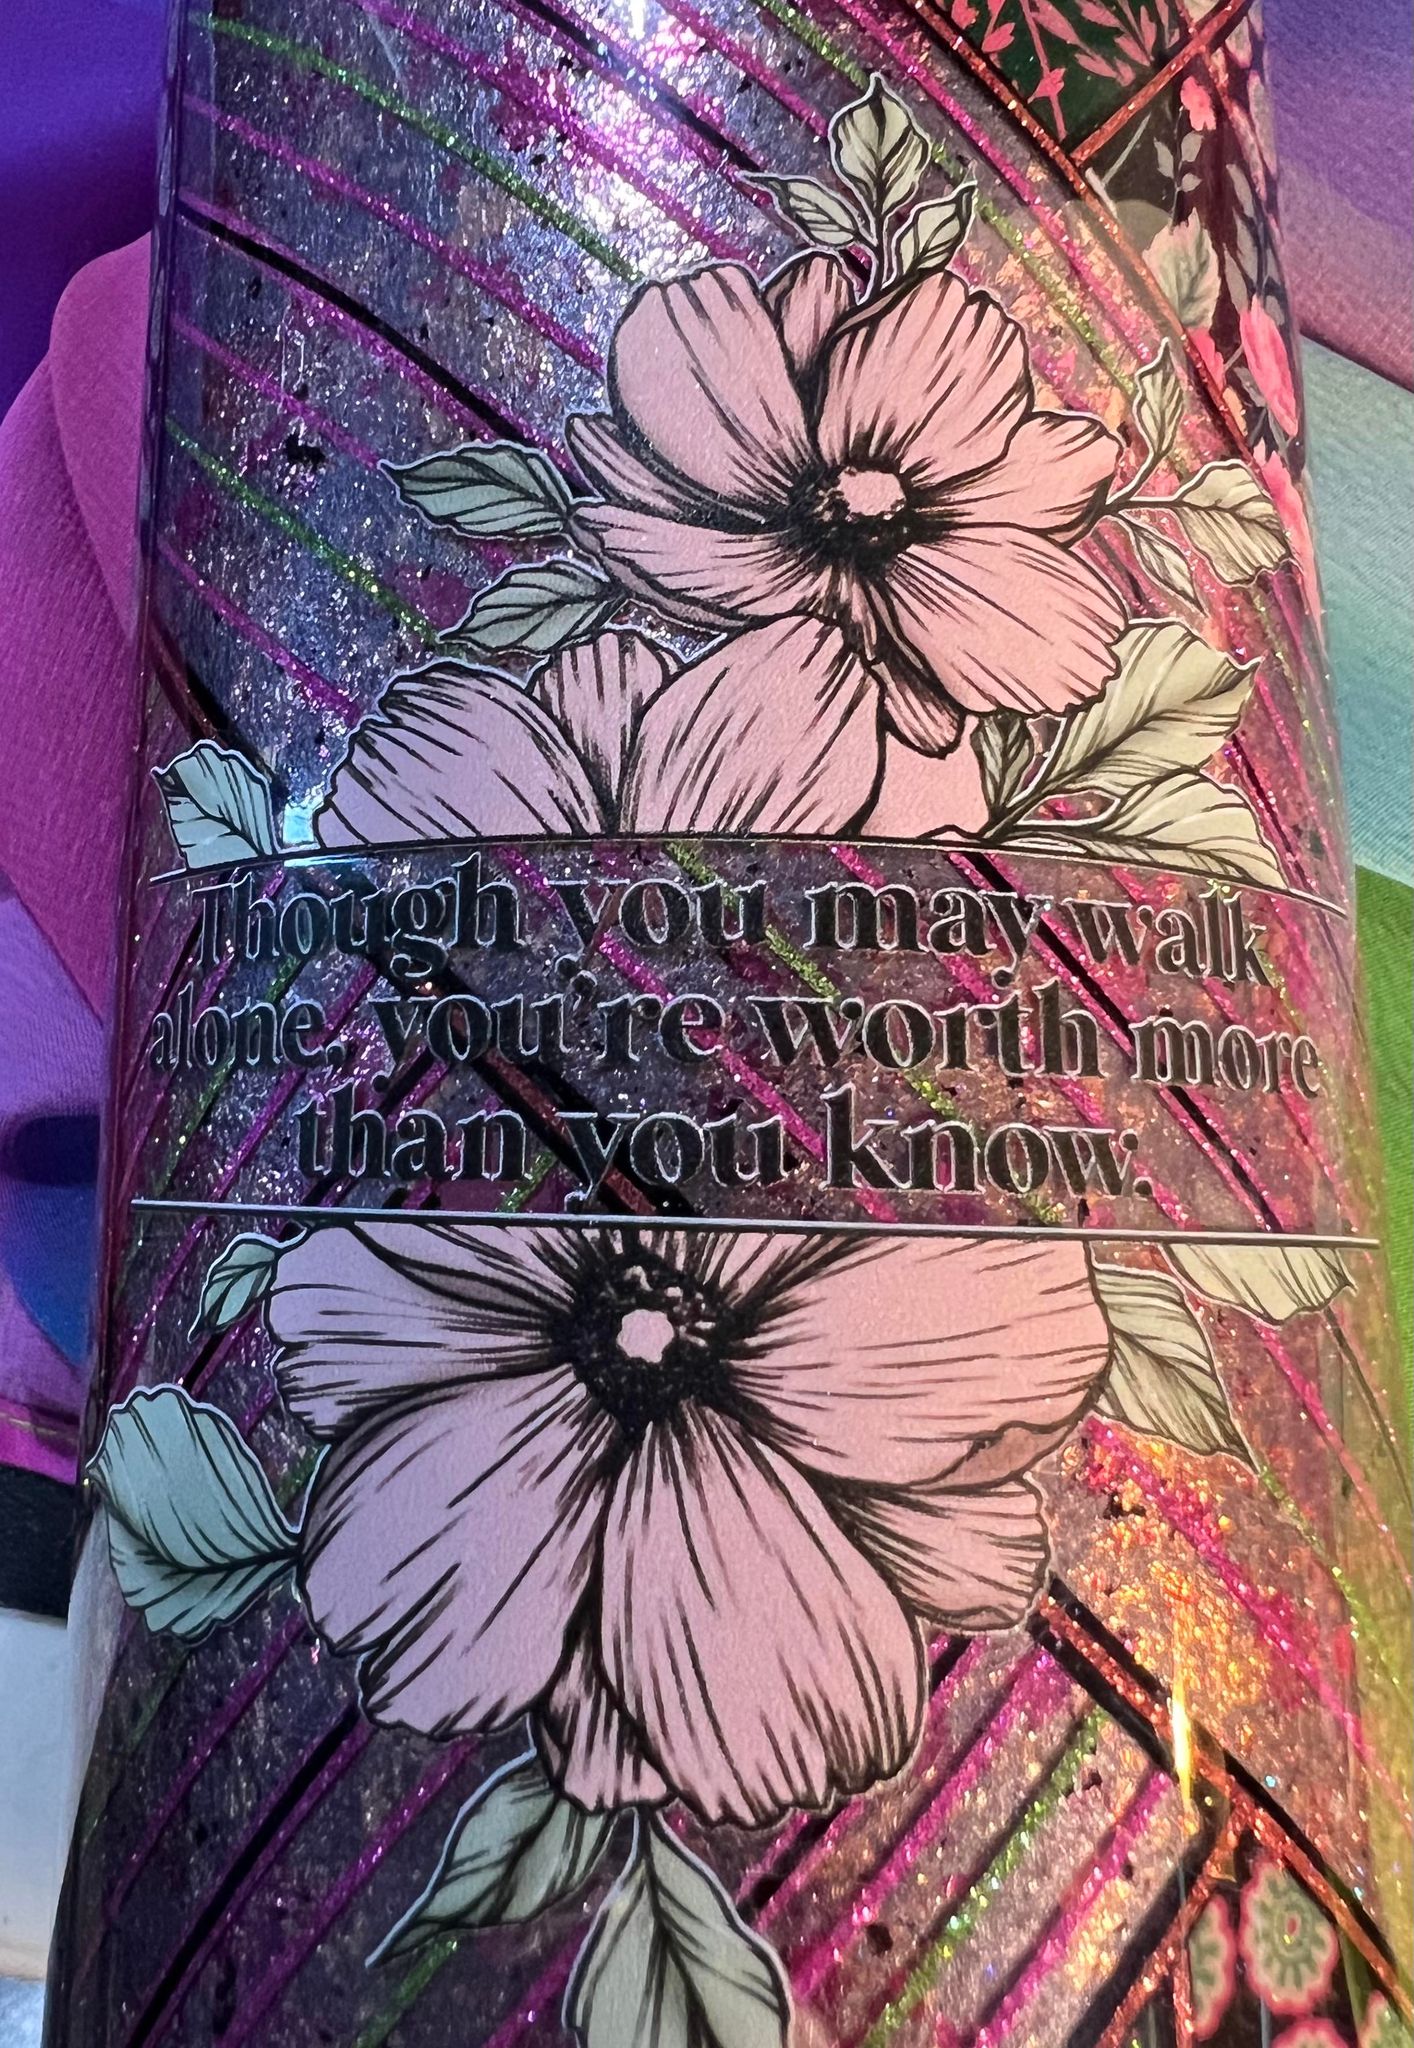 Though you may walk
alone, you're worth more
than you know.